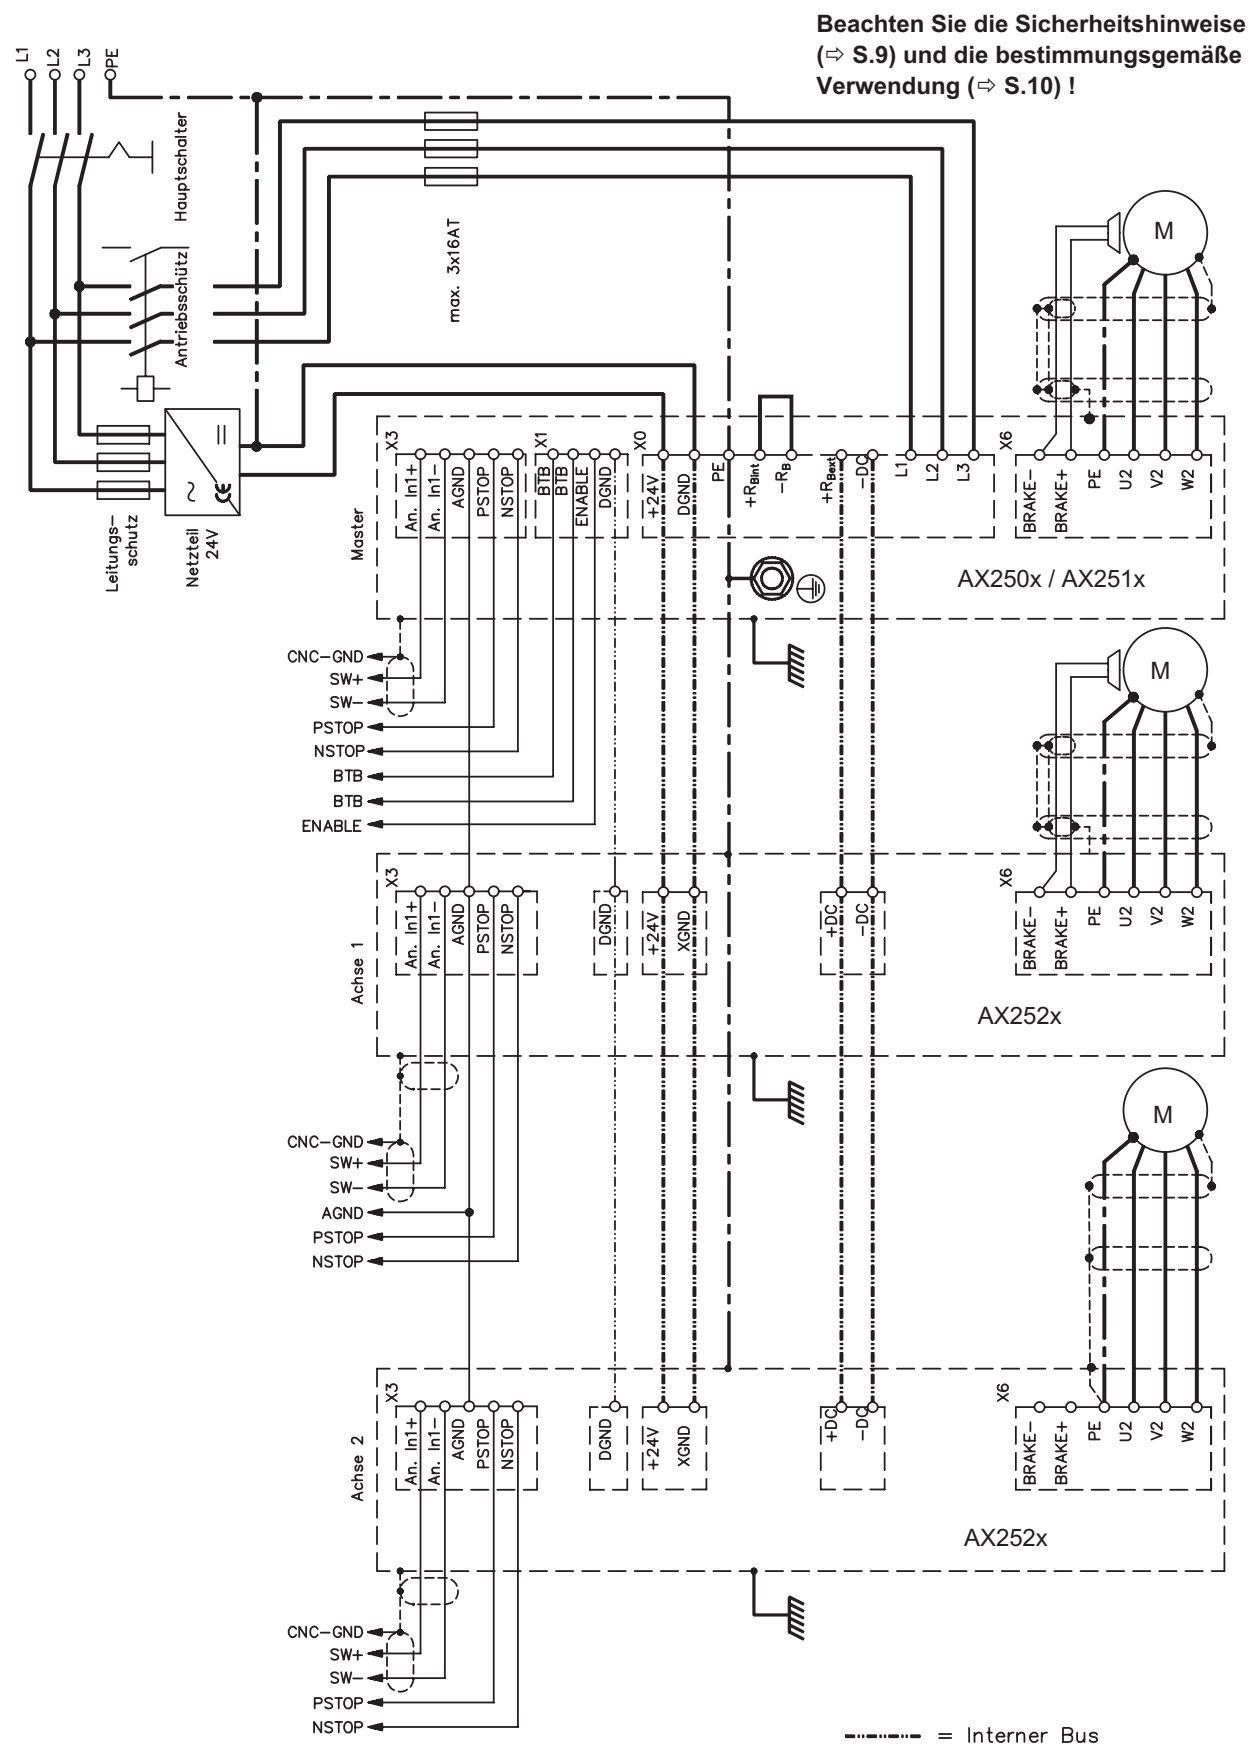 Beachten Sie die Sicherheitshinweise
(⇨ S.9) und die bestimmungsgemäße
Verwendung (⇨ S.10) !
L1
L2
L3
PE
Hauptschalter
Antriebsschütz
max. 3x16AT
Leitungs–
schutz
Netzteil
24V
CE
M
Master
X3
An. In1+
An. In1–
AGND
PSTOP
NSTOP
X1
BTB
BTB
ENABLE
DGND
X0
+24V
DGND
PE
+RBint
–RB
+RBext
–DC
L1
L2
L3
X6
BRAKE–
BRAKE+
PE
U2
V2
W2
AX250x / AX251x
CNC–GND
SW+
SW–
PSTOP
NSTOP
BTB
BTB
ENABLE
M
Achse 1
X3
An. In1+
An. In1–
AGND
PSTOP
NSTOP
DGND
+24V
XGND
+DC
–DC
X6
BRAKE–
BRAKE+
PE
U2
V2
W2
AX252x
CNC–GND
SW+
SW–
AGND
PSTOP
NSTOP
M
Achse 2
X3
An. In1+
An. In1–
AGND
PSTOP
NSTOP
DGND
+24V
XGND
+DC
–DC
X6
BRAKE–
BRAKE+
PE
U2
V2
W2
AX252x
CNC–GND
SW+
SW–
PSTOP
NSTOP
= Interner Bus